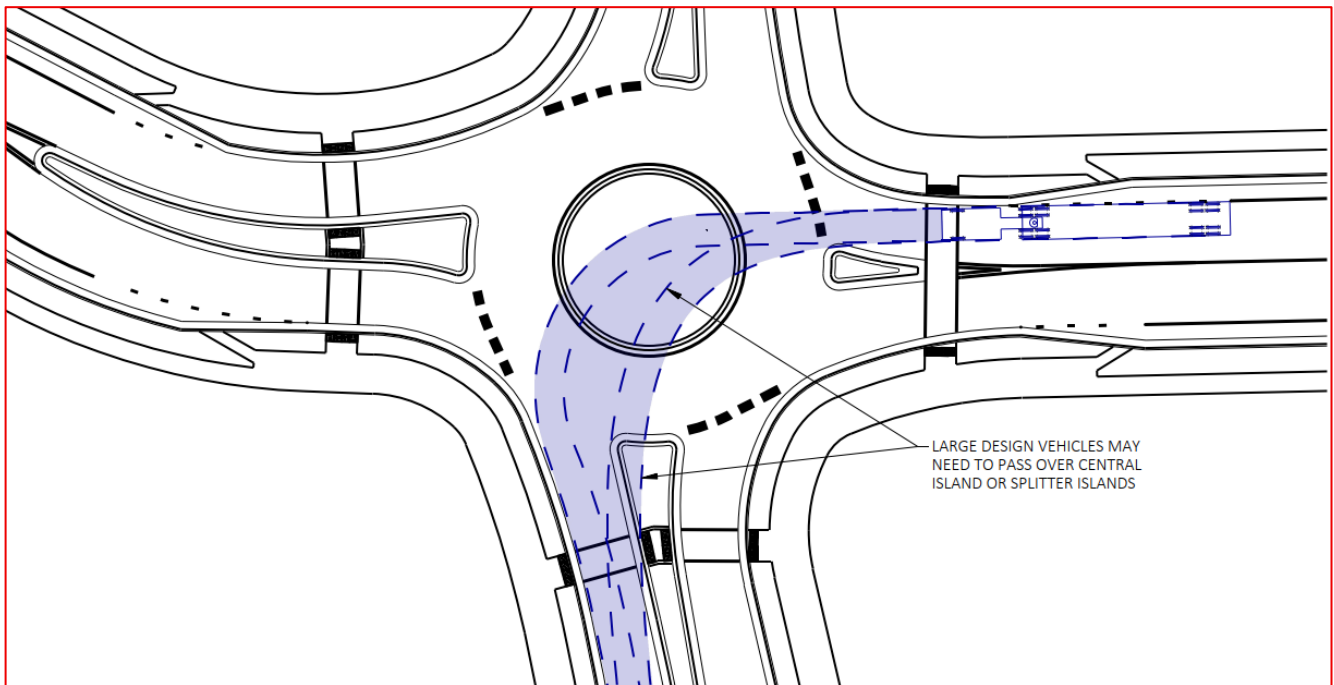 LARGE DESIGN VEHICLES MAY
NEED TO PASS OVER CENTRAL
ISLAND OR SPLITTER ISLANDS